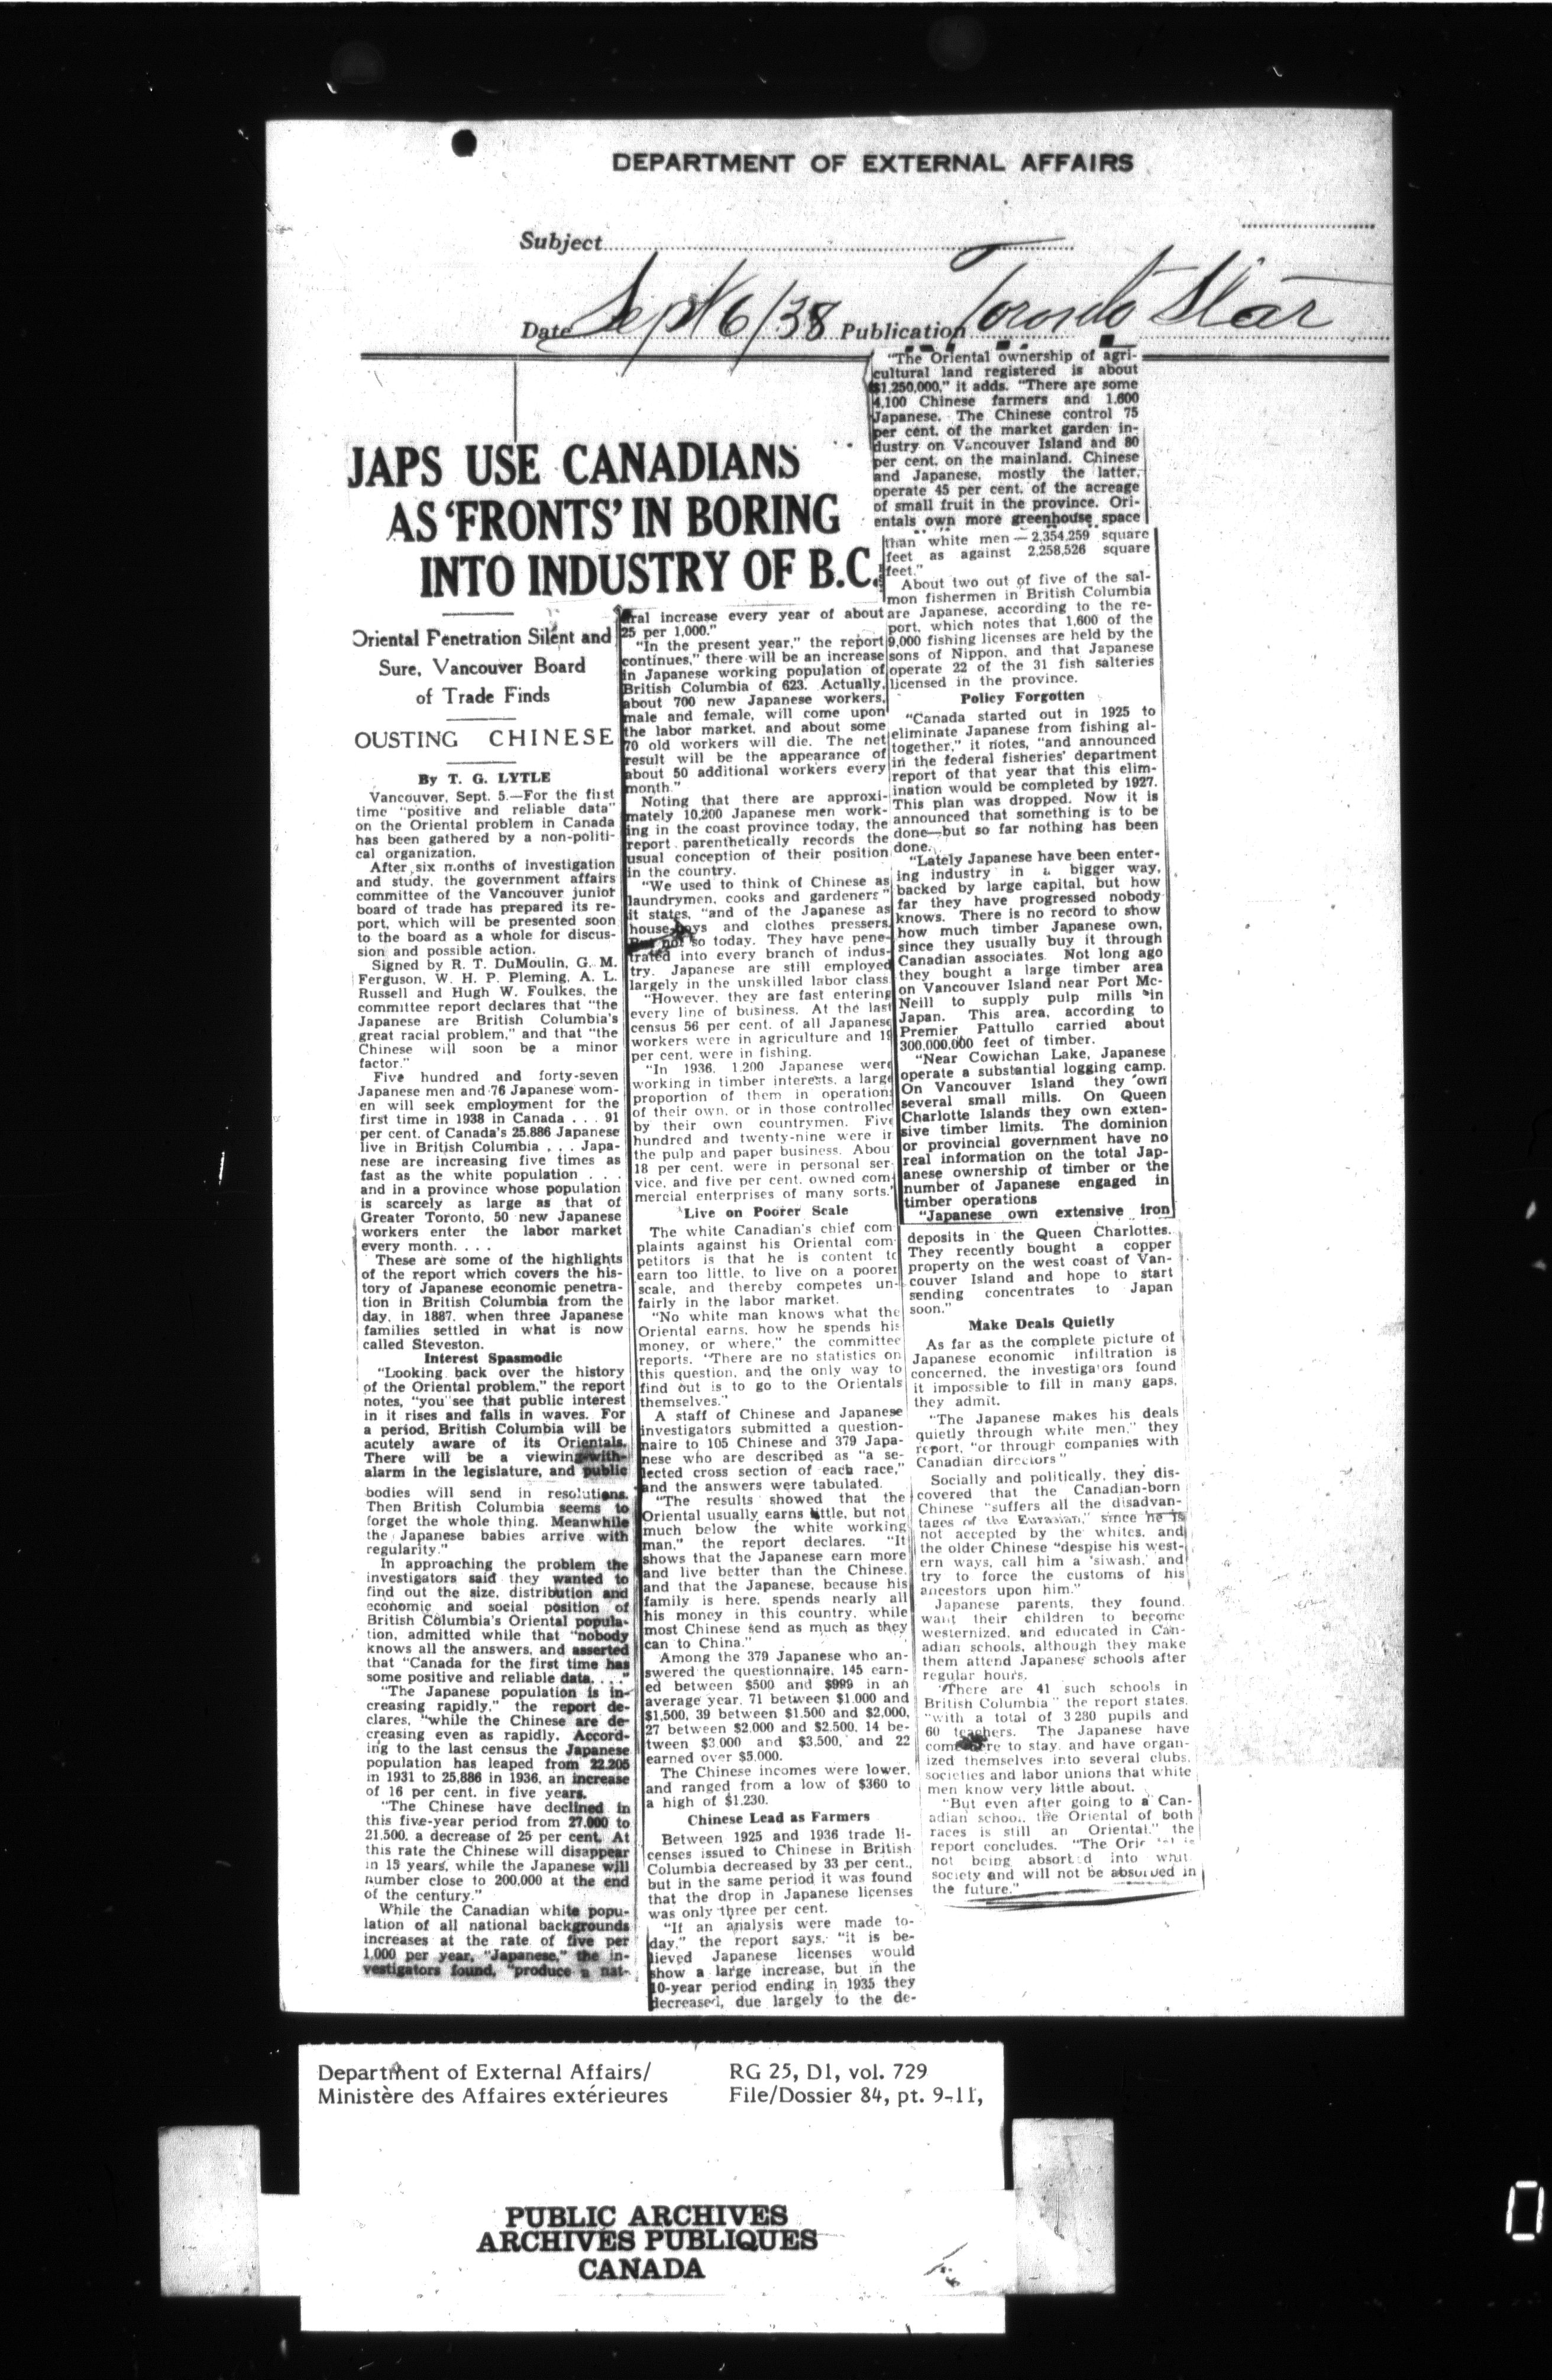 DEPARTMENT OF EXTERNAL AFFAIRS
Subject
Date Sept 6/38 Publication Toronto Star
JAPS USE CANADIANS
AS 'FRONTS' IN BORING
INTO INDUSTRY OF B.C.
Oriental Penetration Silent and
Sure, Vancouver Board
of Trade Finds
OUSTING CHINESE
By T. G. LYTLE
Vancouver, Sept. 5.—For the first
time "positive and reliable data"
on the Oriental problem in Canada
has been gathered by a non-politi-
cal organization.
After six months of investigation
and study, the government affairs
committee of the Vancouver junior
board of trade has prepared its re-
port, which will be presented soon
to the board as a whole for discus-
sion and possible action.
Signed by R. T. DuMoulin, G. M.
Ferguson, W. H. P. Pleming, A. L.
Russell and Hugh W. Foulkes, the
committee report declares that "the
Japanese are British Columbia's
great racial problem," and that "the
Chinese will soon be a minor
factor."
Five hundred and forty-seven
Japanese men and 76 Japanese wom-
en will seek employment for the
first time in 1938 in Canada . . . 91
per cent. of Canada's 25,886 Japanese
live in British Columbia . . . Japa-
nese are increasing five times as
fast as the white population . . .
and in a province whose population
is scarcely as large as that of
Greater Toronto, 50 new Japanese
workers enter the labor market
every month. . . .
These are some of the highlights
of the report which covers the his-
tory of Japanese economic penetra-
tion in British Columbia from the
day, in 1887, when three Japanese
families settled in what is now
called Steveston.
Interest Spasmodic
"Looking back over the history
of the Oriental problem," the report
notes, "you see that public interest
in it rises and falls in waves. For
a period, British Columbia will be
acutely aware of its Orientals.
There will be a viewing-with-
alarm in the legislature, and public
bodies will send in resolutions.
Then British Columbia seems to
forget the whole thing. Meanwhile
the Japanese babies arrive with
regularity."
In approaching the problem the
investigators said they wanted to
find out the size, distribution and
economic and social position of
British Columbia's Oriental popula-
tion, admitted while that "nobody
knows all the answers, and asserted
that "Canada for the first time has
some positive and reliable data. . . ."
"The Japanese population is in-
creasing rapidly," the report de-
clares, "while the Chinese are de-
creasing even as rapidly. Accord-
ing to the last census the Japanese
population has leaped from 22,205
in 1931 to 25,886 in 1936, an increase
of 16 per cent. in five years.
"The Chinese have declined in
this five-year period from 27,000 to
21,500, a decrease of 25 per cent. At
this rate the Chinese will disappear
in 15 years, while the Japanese will
number close to 200,000 at the end
of the century."
While the Canadian white popu-
lation of all national backgrounds
increases at the rate of five per
1,000 per year, "Japanese," the in-
vestigators found, "produce a nat-
ural increase every year of about
25 per 1,000."
"In the present year," the report
continues," there will be an increase
in Japanese working population of
British Columbia of 623. Actually,
about 700 new Japanese workers,
male and female, will come upon
the labor market, and about some
70 old workers will die. The net
result will be the appearance of
about 50 additional workers every
month."
Noting that there are approxi-
mately 10,200 Japanese men work-
ing in the coast province today, the
report parenthetically records the
usual conception of their position
in the country.
"We used to think of Chinese as
laundrymen, cooks and gardeners"
it states, "and of the Japanese as
house-boys and clothes pressers.
But not so today. They have pene-
trated into every branch of indus-
try. Japanese are still employed
largely in the unskilled labor class
"However, they are fast entering
every line of business. At the last
census 56 per cent. of all Japanese
workers were in agriculture and 19
per cent. were in fishing.
"In 1936, 1,200 Japanese were
working in timber interests, a large
proportion of them in operations
of their own, or in those controlled
by their own countrymen. Five
hundred and twenty-nine were in
the pulp and paper business. About
18 per cent. were in personal ser-
vice, and five per cent. owned com-
mercial enterprises of many sorts."
Live on Poorer Scale
The white Canadian's chief com-
plaints against his Oriental com-
petitors is that he is content to
earn too little, to live on a poorer
scale, and thereby competes un-
fairly in the labor market.
"No white man knows what the
Oriental earns, how he spends his
money, or where," the committee
reports. "There are no statistics on
this question, and the only way to
find out is to go to the Orientals
themselves."
A staff of Chinese and Japanese
investigators submitted a question-
naire to 105 Chinese and 379 Japa-
nese who are described as "a se-
lected cross section of each race,"
and the answers were tabulated.
"The results showed that the
Oriental usually earns little, but not
much below the white working
man," the report declares. "It
shows that the Japanese earn more
and live better than the Chinese,
and that the Japanese, because his
family is here, spends nearly all
his money in this country, while
most Chinese send as much as they
can to China."
Among the 379 Japanese who an-
swered the questionnaire, 145 earn-
ed between $500 and $999 in an
average year, 71 between $1,000 and
$1,500, 39 between $1,500 and $2,000,
27 between $2,000 and $2,500, 14 be-
tween $3,000 and $3,500, and 22
earned over $5,000.
The Chinese incomes were lower,
and ranged from a low of $360 to
a high of $1,230.
Chinese Lead as Farmers
Between 1925 and 1936 trade li-
censes issued to Chinese in British
Columbia decreased by 33 per cent.,
but in the same period it was found
that the drop in Japanese licenses
was only three per cent.
"If an analysis were made to-
day," the report says, "it is be-
lieved Japanese licenses would
show a large increase, but in the
10-year period ending in 1935 they
decreased, due largely to the de-
"The Oriental ownership of agri-
cultural land registered is about
$1,250,000," it adds. "There are some
4,100 Chinese farmers and 1,600
Japanese. The Chinese control 75
per cent. of the market garden in-
dustry on Vancouver Island and 80
per cent. on the mainland. Chinese
and Japanese, mostly the latter,
operate 45 per cent. of the acreage
of small fruit in the province. Ori-
entals own more greenhouse space
than white men — 2,354,259 square
feet as against 2,258,526 square
feet."
About two out of five of the sal-
mon fishermen in British Columbia
are Japanese, according to the re-
port, which notes that 1,600 of the
9,000 fishing licenses are held by the
sons of Nippon, and that Japanese
operate 22 of the 31 fish salteries
licensed in the province.
Policy Forgotten
"Canada started out in 1925 to
eliminate Japanese from fishing al-
together," it notes, "and announced
in the federal fisheries' department
report of that year that this elim-
ination would be completed by 1927.
This plan was dropped. Now it is
announced that something is to be
done—but so far nothing has been
done.
"Lately Japanese have been enter-
ing industry in a bigger way,
backed by large capital, but how
far they have progressed nobody
knows. There is no record to show
how much timber Japanese own,
since they usually buy it through
Canadian associates. Not long ago
they bought a large timber area
on Vancouver Island near Port Mc-
Neill to supply pulp mills in
Japan. This area, according to
Premier Pattullo carried about
300,000,000 feet of timber.
"Near Cowichan Lake, Japanese
operate a substantial logging camp.
On Vancouver Island they own
several small mills. On Queen
Charlotte Islands they own exten-
sive timber limits. The dominion
or provincial government have no
real information on the total Jap-
anese ownership of timber or the
number of Japanese engaged in
timber operations
"Japanese own extensive iron
deposits in the Queen Charlottes.
They recently bought a copper
property on the west coast of Van-
couver Island and hope to start
sending concentrates to Japan
soon."
Make Deals Quietly
As far as the complete picture of
Japanese economic infiltration is
concerned, the investigators found
it impossible to fill in many gaps,
they admit.
"The Japanese makes his deals
quietly through white men," they
report, "or through companies with
Canadian directors"
Socially and politically, they dis-
covered that the Canadian-born
Chinese "suffers all the disadvan-
tages of the Eurasian," since he is
not accepted by the whites, and
the older Chinese "despise his west-
ern ways, call him a 'siwash,' and
try to force the customs of his
ancestors upon him."
Japanese parents, they found,
want their children to become
westernized, and educated in Can-
adian schools, although they make
them attend Japanese schools after
regular hours.
"There are 41 such schools in
British Columbia" the report states,
"with a total of 3,280 pupils and
60 teachers. The Japanese have
come here to stay, and have organ-
ized themselves into several clubs,
societies and labor unions that white
men know very little about.
"But even after going to a Can-
adian school, the Oriental of both
races is still an Oriental," the
report concludes. "The Oriental is
not being absorbed into white
society and will not be absorbed in
the future."
Department of External Affairs/
Ministère des Affaires extérieures
RG 25, D1, vol. 729
File/Dossier 84, pt. 9-11,
PUBLIC ARCHIVES
ARCHIVES PUBLIQUES
CANADA